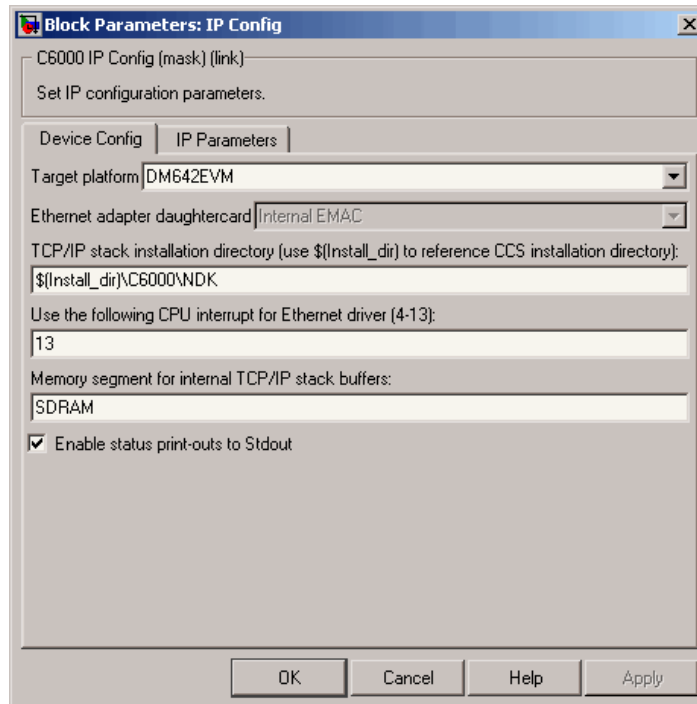 Block Parameters: IP Config
C6000 IP Config (mask) (link)
Set IP configuration parameters.
Device Config IP Parameters
Target platform DM642EVM
Ethernet adapter daughtercard Internal EMAC
TCP/IP stack installation directory (use $(Install_dir) to reference CCS installation directory):
$(Install_dir)\C6000\NDK
Use the following CPU interrupt for Ethernet driver (4-13):
13
Memory segment for internal TCP/IP stack buffers:
SDRAM
Enable status print-outs to Stdout
OK Cancel Help Apply